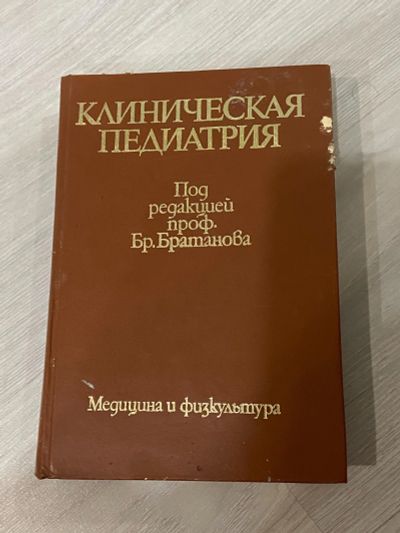 КЛИНИЧЕСКАЯ
ПЕДИАТРИЯ
Под
редакцией
проф.
Бр. Братанова
Медицина и физкультура